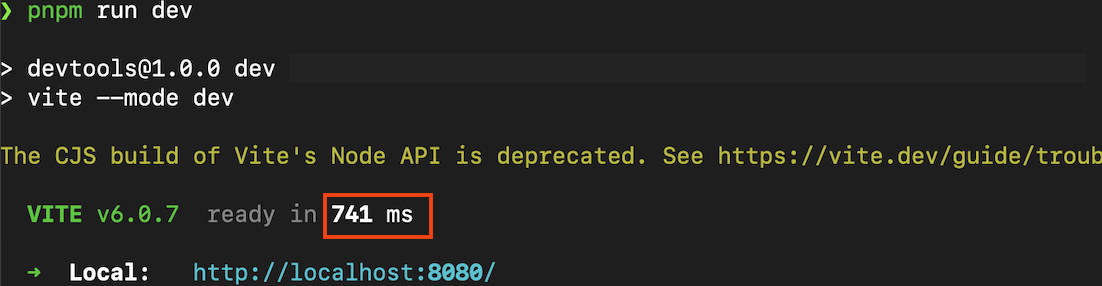 ❯ pnpm run dev
> devtools@1.0.0 dev
> vite --mode dev
The CJS build of Vite's Node API is deprecated. See https://vite.dev/guide/troub
VITE v6.0.7 ready in 741 ms
➜ Local: http://localhost:8080/